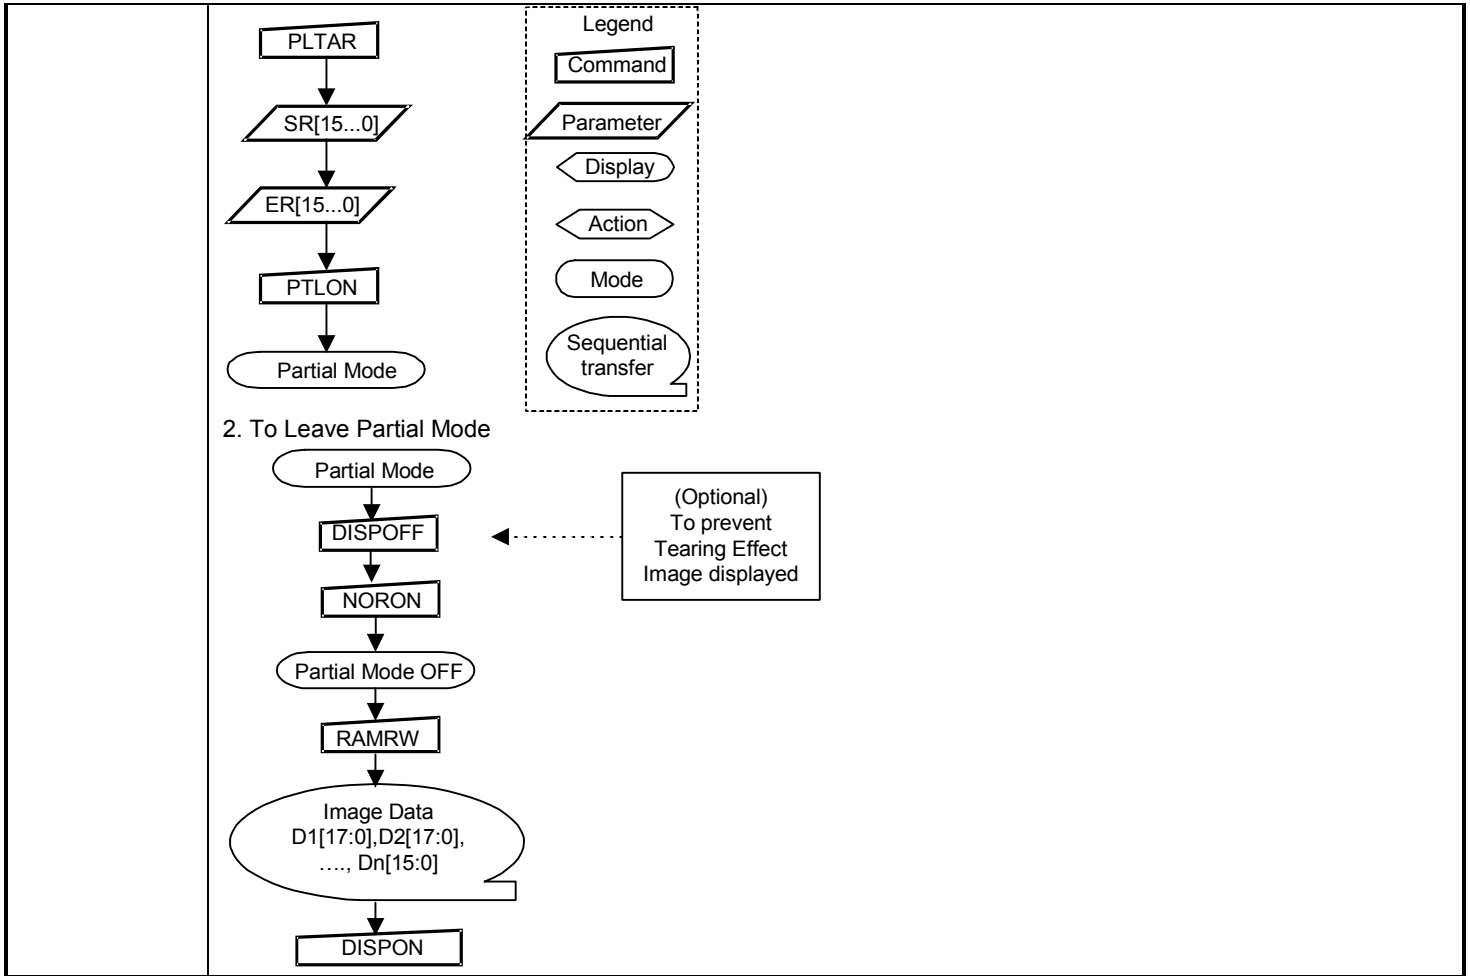 PLTAR
SR[15...0]
ER[15...0]
PTLON
Partial Mode
Legend
Command
Parameter
Display
Action
Mode
Sequential
transfer
2. To Leave Partial Mode
Partial Mode
DISPOFF
(Optional)
To prevent
Tearing Effect
Image displayed
NORON
Partial Mode OFF
RAMRW
Image Data
D1[17:0],D2[17:0],
...., Dn[15:0]
DISPON